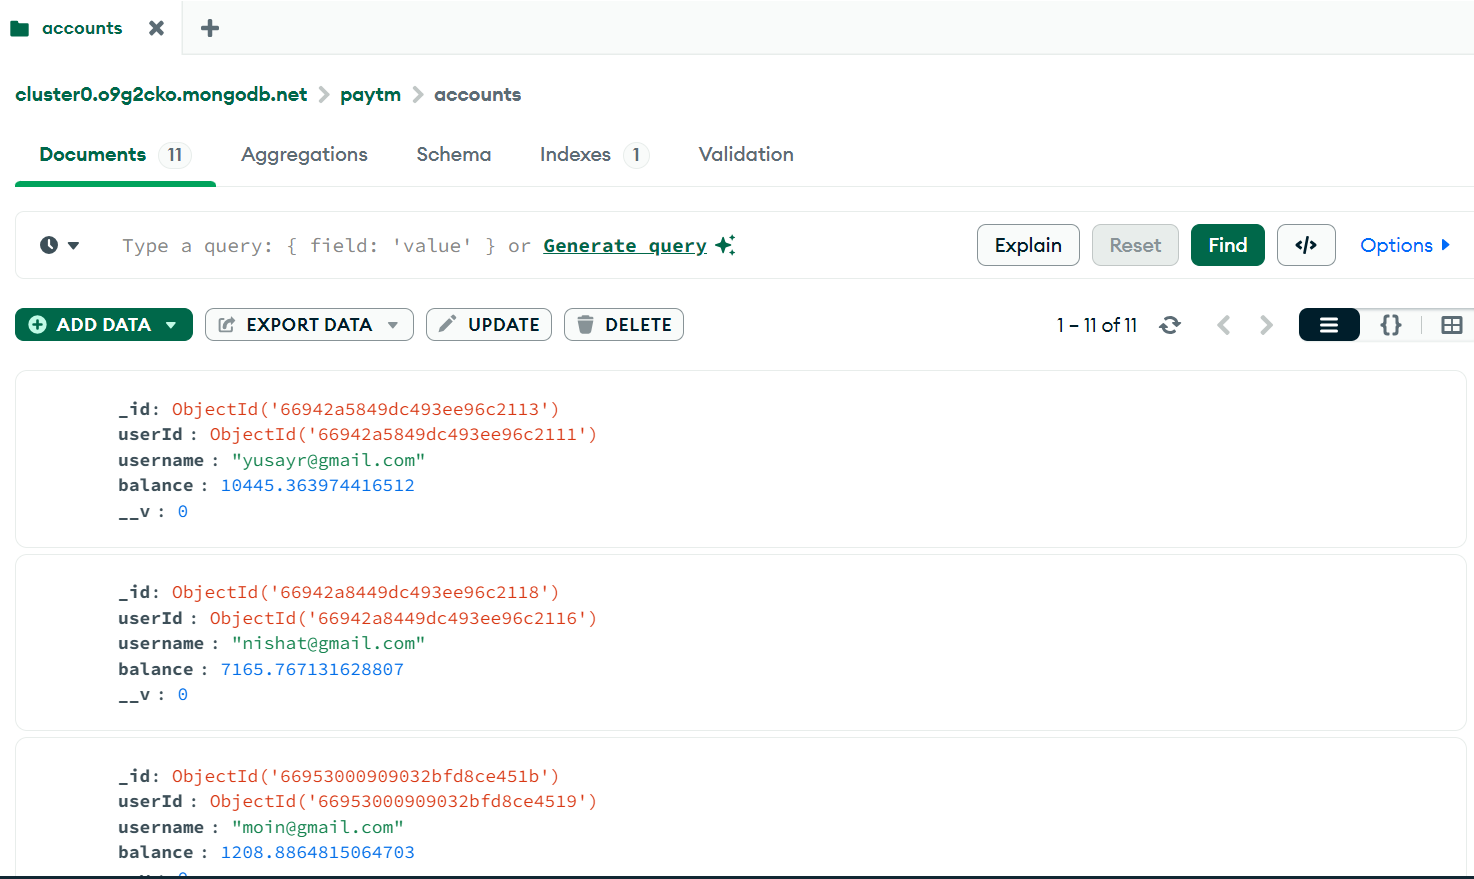 accounts
cluster0.o9g2cko.mongodb.net > paytm > accounts
Documents 11 Aggregations Schema Indexes 1 Validation
Type a query: { field: 'value' } or Generate query Explain Reset Find </> Options
ADD DATA EXPORT DATA UPDATE DELETE 1 – 11 of 11 {}
_id: ObjectId('66942a5849dc493ee96c2113')
userId : ObjectId('66942a5849dc493ee96c2111')
username : "yusayr@gmail.com"
balance : 10445.363974416512
__v : 0
_id: ObjectId('66942a8449dc493ee96c2118')
userId : ObjectId('66942a8449dc493ee96c2116')
username : "nishat@gmail.com"
balance : 7165.767131628807
__v : 0
_id: ObjectId('66953000909032bfd8ce451b')
userId : ObjectId('66953000909032bfd8ce4519')
username : "moin@gmail.com"
balance : 1208.8864815064703